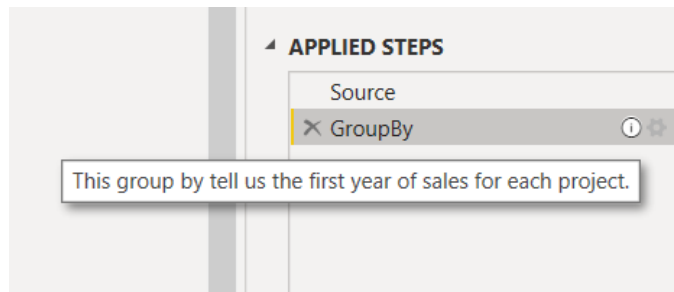 APPLIED STEPS
Source
GroupBy
This group by tell us the first year of sales for each project.